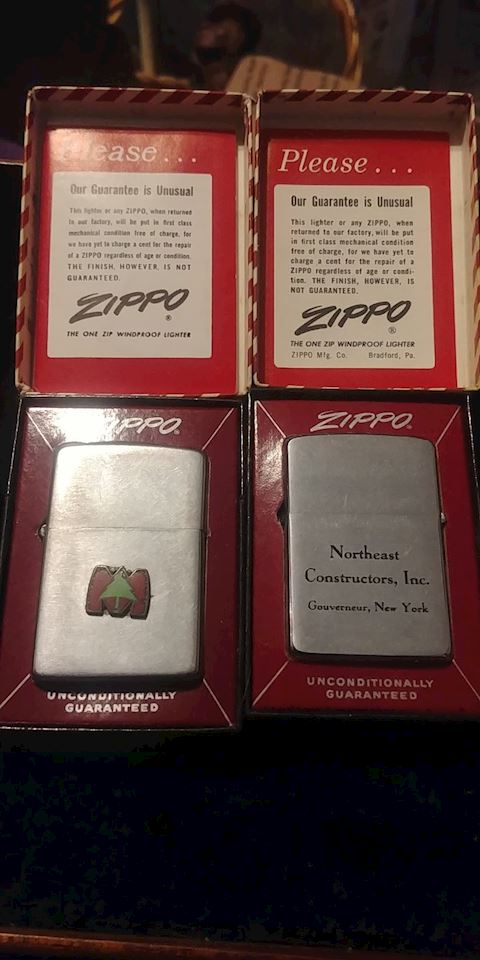 Please...
Our Guarantee is Unusual
This lighter or any ZIPPO, when returned
to our factory, will be put in first class
mechanical condition free of charge, for
we have yet to charge a cent for the repair
of a ZIPPO regardless of age or condition.
THE FINISH, HOWEVER, IS NOT
GUARANTEED.
ZIPPO®
THE ONE ZIP WINDPROOF LIGHTER
Please...
Our Guarantee is Unusual
This lighter or any ZIPPO, when
returned to our factory, will be put
in first class mechanical condition
free of charge, for we have yet to
charge a cent for the repair of a
ZIPPO regardless of age or condi-
tion. THE FINISH, HOWEVER, IS
NOT GUARANTEED.
ZIPPO®
THE ONE ZIP WINDPROOF LIGHTER
ZIPPO Mfg. Co. Bradford, Pa.
ZIPPO®
M
UNCONDITIONALLY
GUARANTEED
ZIPPO®
Northeast
Constructors, Inc.
Gouverneur, New York
UNCONDITIONALLY
GUARANTEED